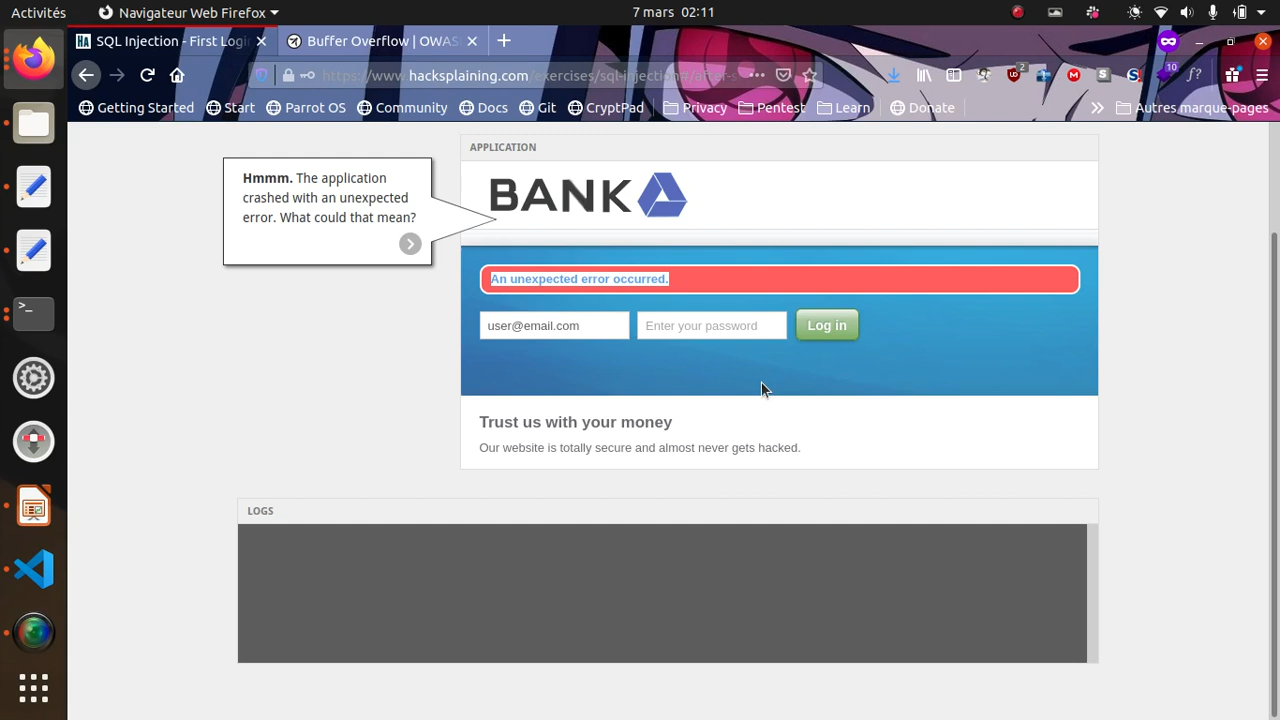 Activités
Navigateur Web Firefox
7 mars 02:11
SQL Injection - First Logi
Buffer Overflow | OWAS
https://www.hacksplaining.com/exercises/sql-injection#/after-s
2
10
Getting Started
Start
Parrot OS
Community
Docs
Git
CryptPad
Privacy
Pentest
Learn
Donate
Autres marque-pages
APPLICATION
BANK
Hmmm. The application
crashed with an unexpected
error. What could that mean?
An unexpected error occurred.
user@email.com
Enter your password
Log in
Trust us with your money
Our website is totally secure and almost never gets hacked.
LOGS